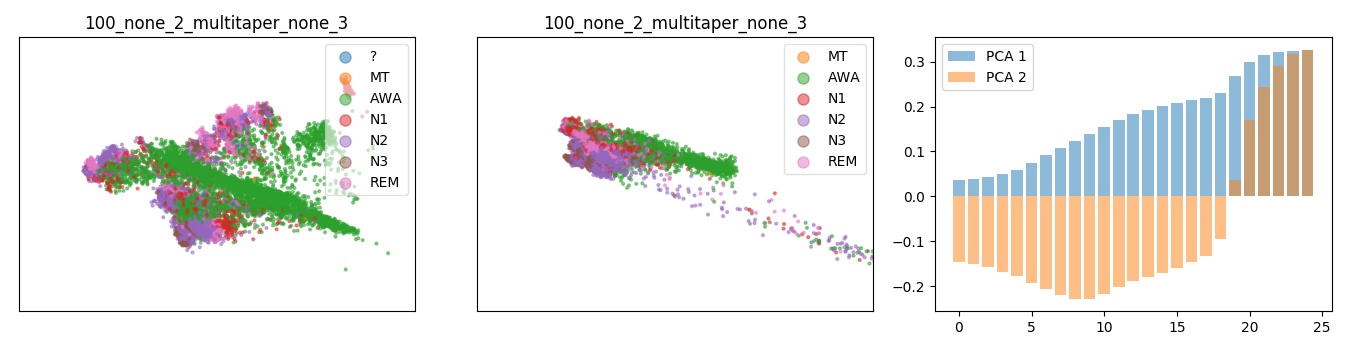 100_none_2_multitaper_none_3
?
MT
AWA
N1
N2
N3
REM
100_none_2_multitaper_none_3
MT
AWA
N1
N2
N3
REM
PCA 1
PCA 2
0.3
0.2
0.1
0.0
−0.1
−0.2
0 5 10 15 20 25